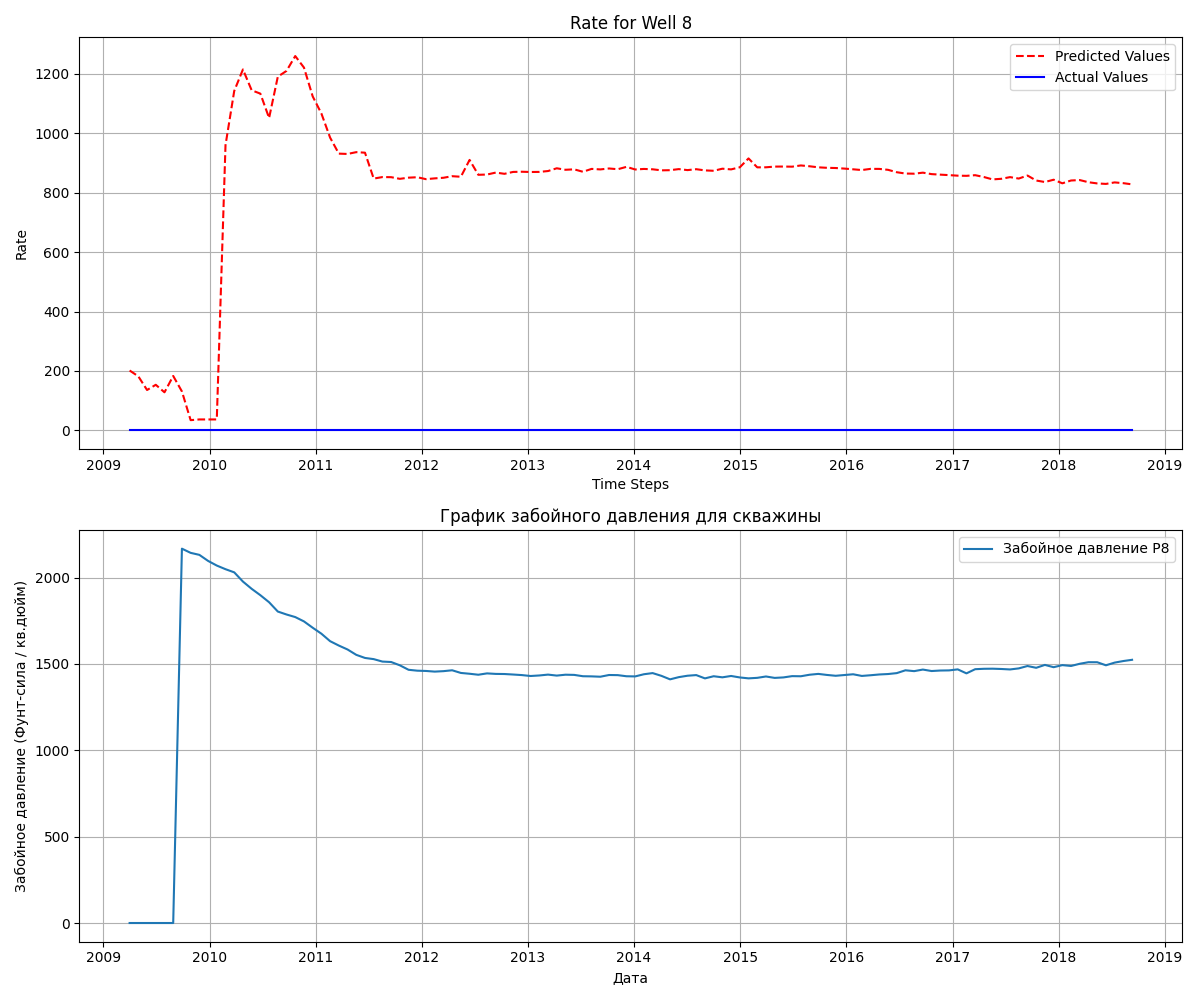 Rate for Well 8
Predicted Values
Actual Values
Rate
1200
1000
800
600
400
200
0
2009 2010 2011 2012 2013 2014 2015 2016 2017 2018 2019
Time Steps
График забойного давления для скважины
Забойное давление P8
Забойное давление (Фунт-сила / кв.дюйм)
2000
1500
1000
500
0
2009 2010 2011 2012 2013 2014 2015 2016 2017 2018 2019
Дата